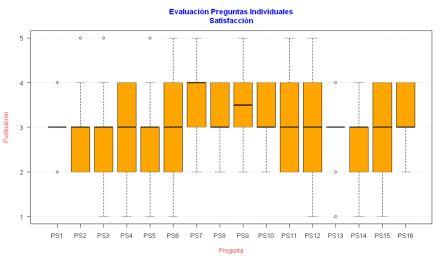 Evaluación Preguntas Individuales
Satisfacción
Puntuación
5
4
3
2
1
PS1 PS2 PS3 PS4 PS5 PS6 PS7 PS8 PS9 PS10 PS11 PS12 PS13 PS14 PS15 PS16
Pregunta